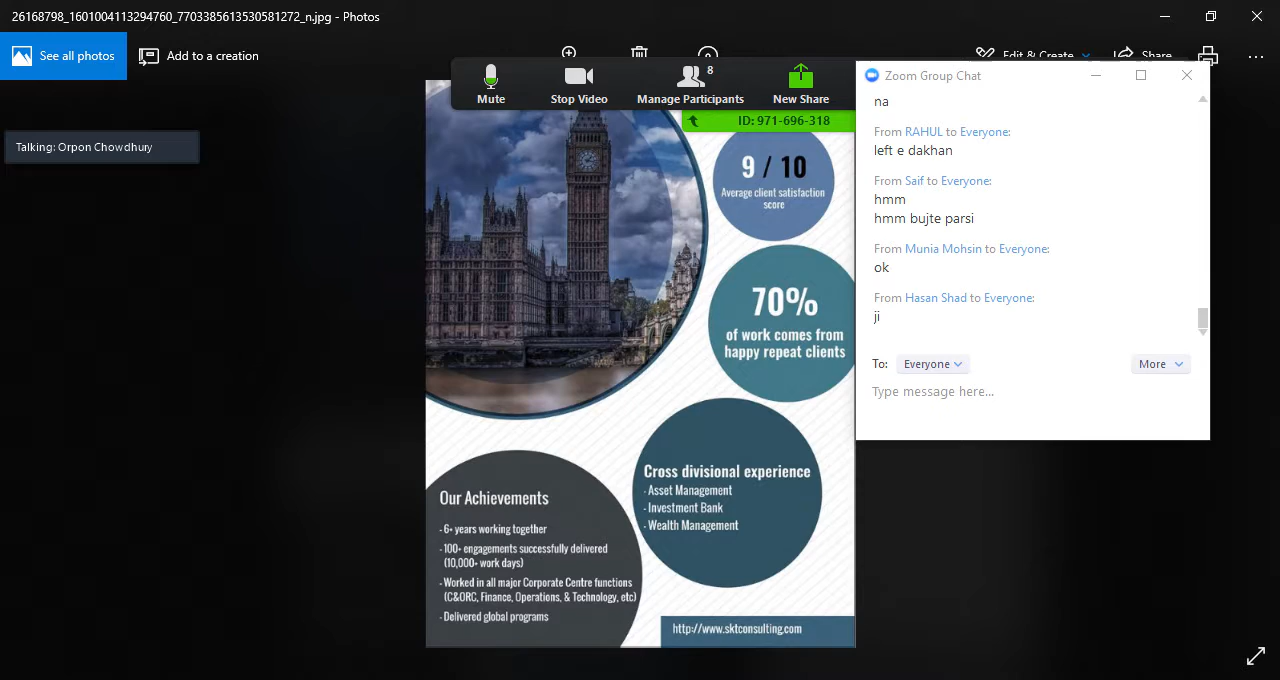 26168798_1601004113294760_7703385613530581272_n.jpg - Photos
See all photos
Add to a creation
Edit & Create
Share
Mute
Stop Video
8
Manage Participants
New Share
ID: 971-696-318
Talking: Orpon Chowdhury
9 / 10
Average client satisfaction
score
70%
of work comes from
happy repeat clients
Cross divisional experience
- Asset Management
- Investment Bank
- Wealth Management
Our Achievements
- 6+ years working together
- 100+ engagements successfully delivered
(10,000+ work days)
- Worked in all major Corporate Centre functions
(C&ORC, Finance, Operations, & Technology, etc)
- Delivered global programs
http://www.sktconsulting.com
Zoom Group Chat
na
From RAHUL to Everyone:
left e dakhan
From Saif to Everyone:
hmm
hmm bujte parsi
From Munia Mohsin to Everyone:
ok
From Hasan Shad to Everyone:
ji
To: Everyone
More
Type message here...